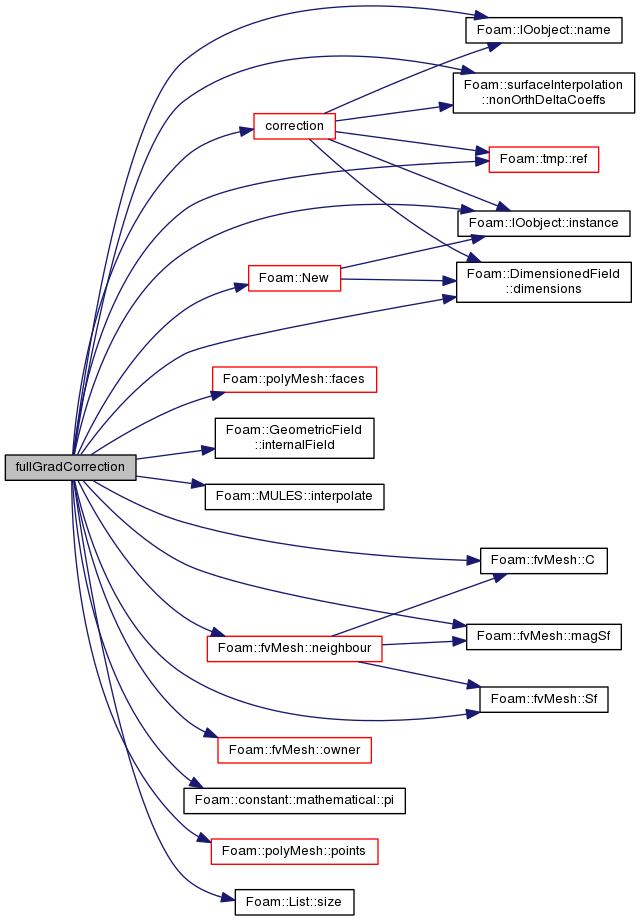 Foam::IOobject::name
Foam::surfaceInterpolation
::nonOrthDeltaCoeffs
correction
Foam::tmp::ref
Foam::IOobject::instance
Foam::New
Foam::DimensionedField
::dimensions
Foam::polyMesh::faces
Foam::GeometricField
::internalField
fullGradCorrection
Foam::MULES::interpolate
Foam::fvMesh::C
Foam::fvMesh::magSf
Foam::fvMesh::neighbour
Foam::fvMesh::Sf
Foam::fvMesh::owner
Foam::constant::mathematical::pi
Foam::polyMesh::points
Foam::List::size